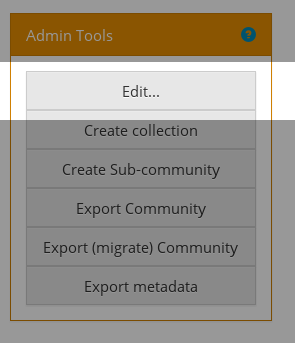 Admin Tools
Edit...
Create collection
Create Sub-community
Export Community
Export (migrate) Community
Export metadata